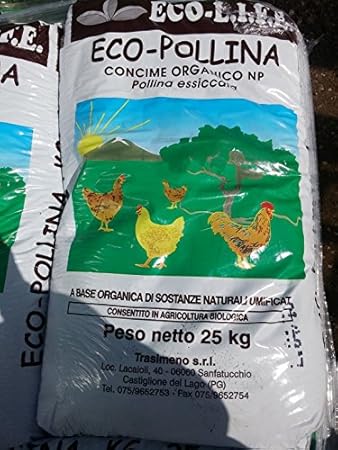 ECO-L.I.F.E.
ECO-POLLINA
CONCIME ORGANICO NP
Pollina essiccata
A BASE ORGANICA DI SOSTANZE NATURALI UMIFICAT
CONSENTITO IN AGRICOLTURA BIOLOGICA
Peso netto 25 kg
Trasimeno s.r.l.
Loc. Lacaioli, 40 - 06060 Sanfatucchio
Castiglione del Lago (PG)
Tel. 075/9652753 - Fax 075/9652754
ECO-POLLINA